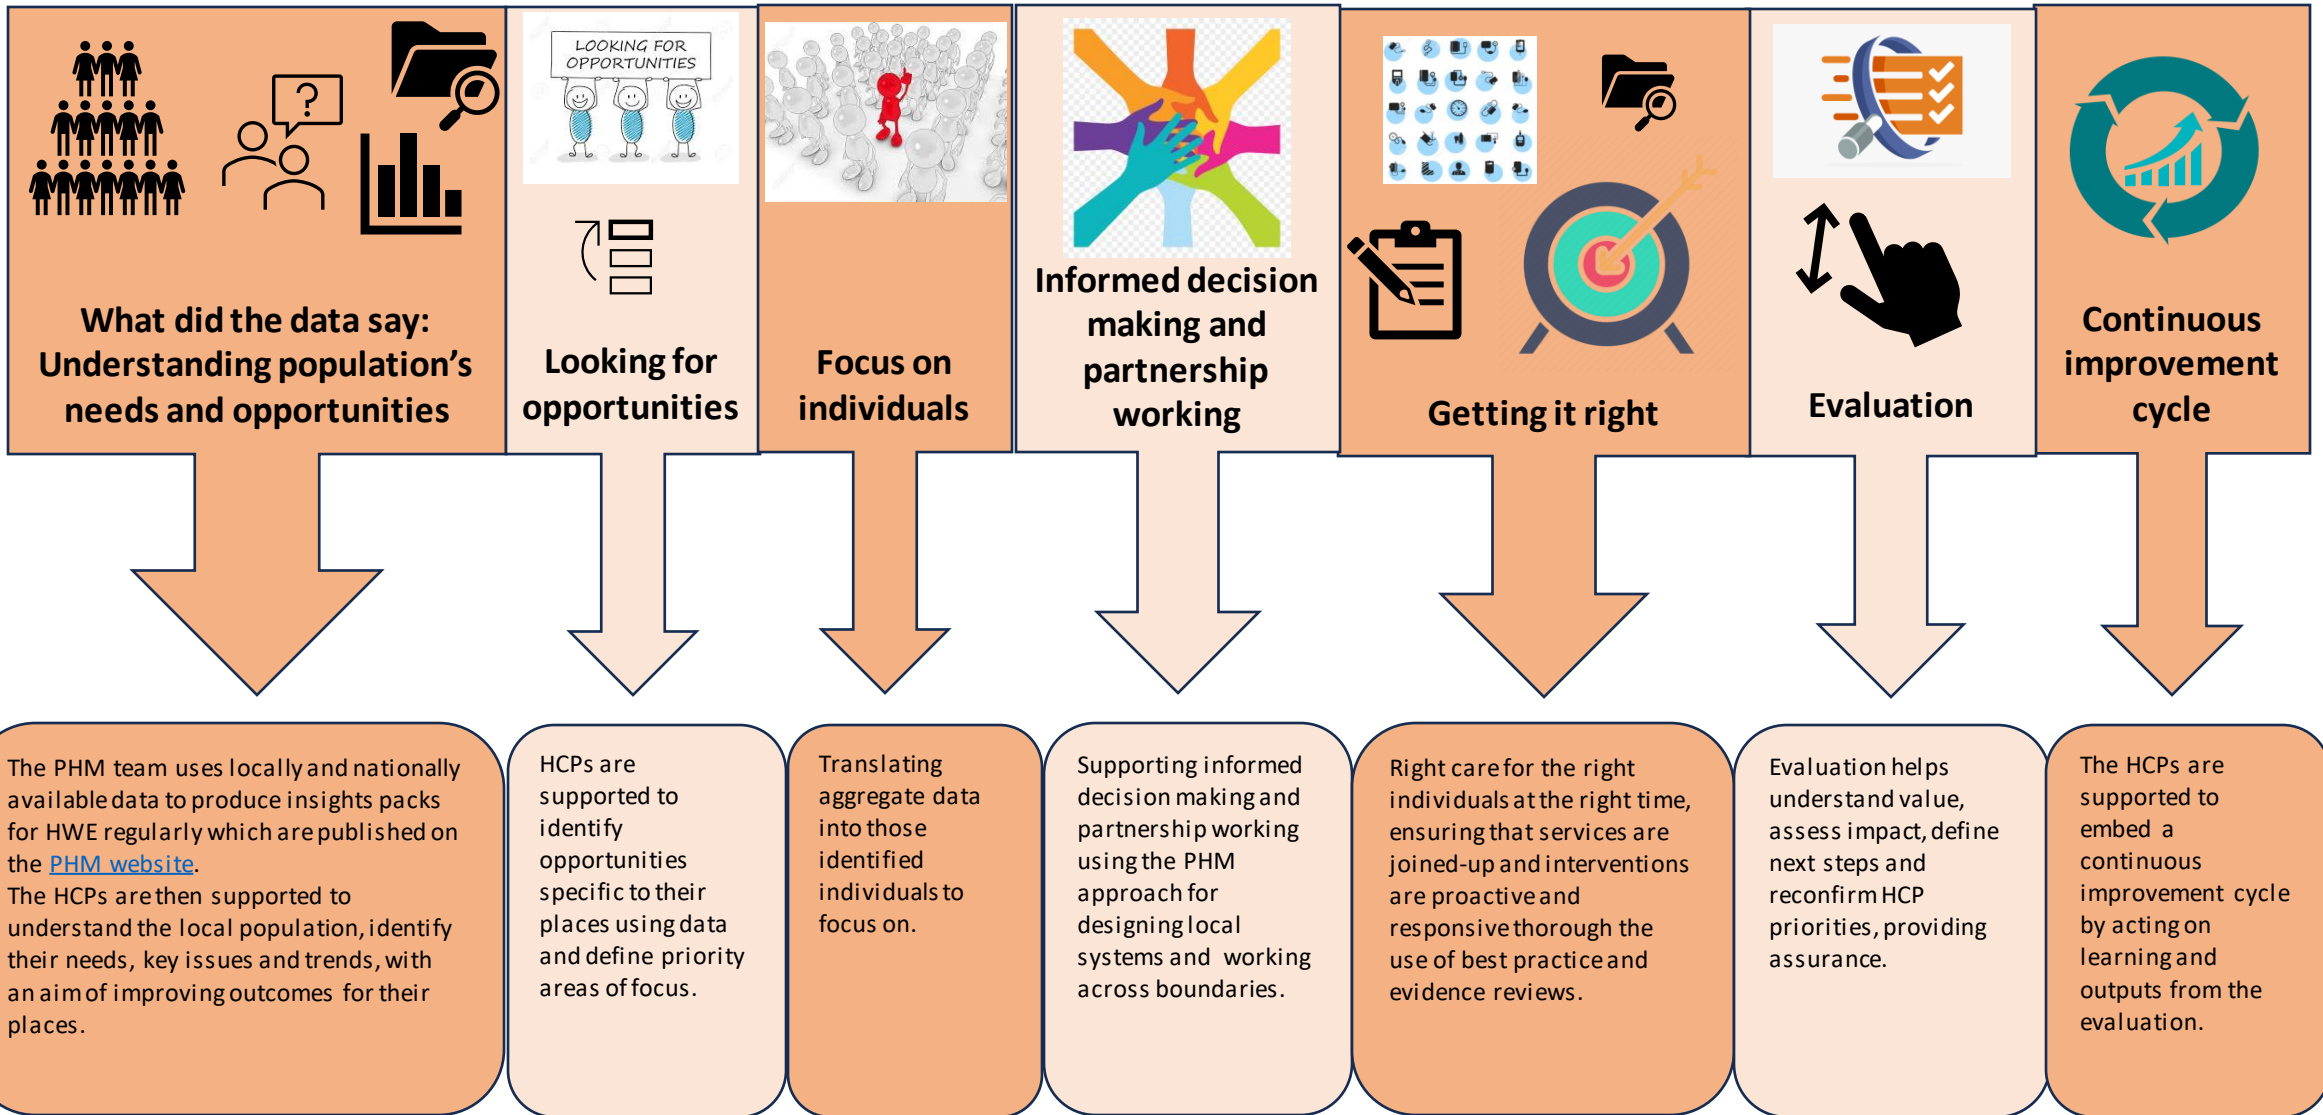 LOOKING FOR
OPPORTUNITIES
?
What did the data say:
Understanding population's
needs and opportunities
Looking for
opportunities
Focus on
individuals
Informed decision
making and
partnership
working
Getting it right
Evaluation
Continuous
improvement
cycle
The PHM team uses locally and nationally
available data to produce insights packs
for HWE regularly which are published on
the PHM website.
The HCPs are then supported to
understand the local population, identify
their needs, key issues and trends, with
an aim of improving outcomes for their
places.
HCPs are
supported to
identify
opportunities
specific to their
places using data
and define priority
areas of focus.
Translating
aggregate data
into those
identified
individuals to
focus on.
Supporting informed
decision making and
partnership working
using the PHM
approach for
designing local
systems and working
across boundaries.
Right care for the right
individuals at the right time,
ensuring that services are
joined-up and interventions
are proactive and
responsive thorough the
use of best practice and
evidence reviews.
Evaluation helps
understand value,
assess impact, define
next steps and
reconfirm HCP
priorities, providing
assurance.
The HCPs are
supported to
embed a
continuous
improvement cycle
by acting on
learning and
outputs from the
evaluation.